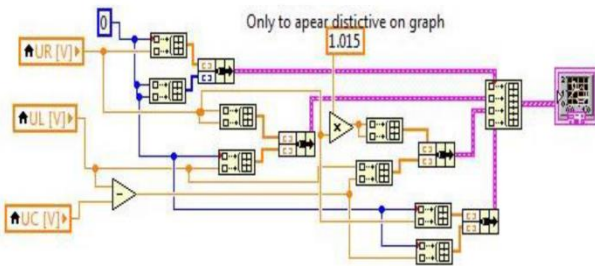 Only to apear distictive on graph
0
1.015
UR [V]
UL [V]
UC [V]